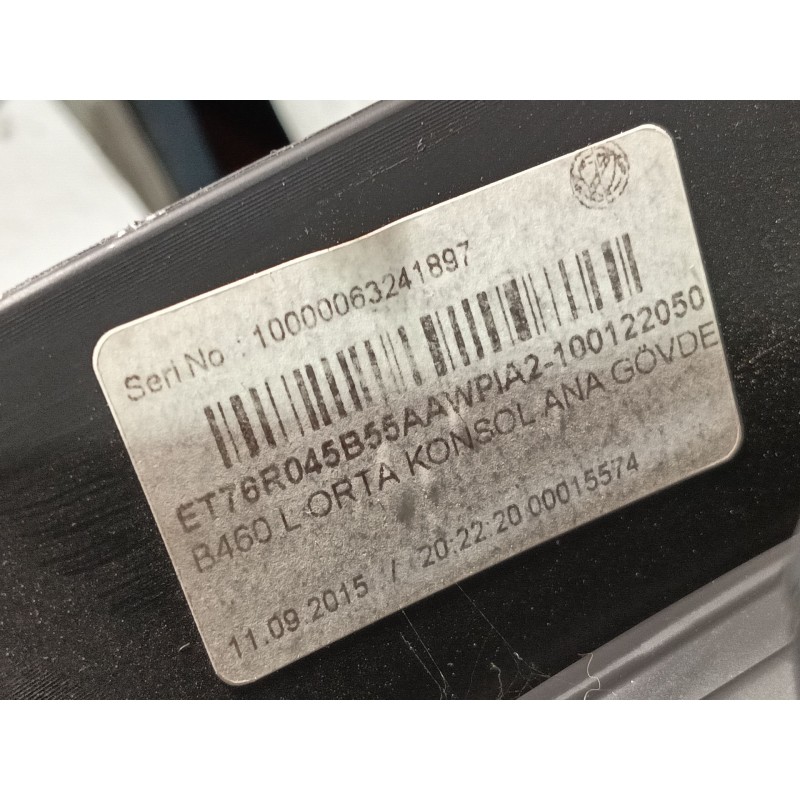 Seri No : 10000063241897
ET76R045B55AAWPIA2-100122050
B460 L ORTA KONSOL ANA GÖVDE
11.09.2015 / 20:22:20 00015574